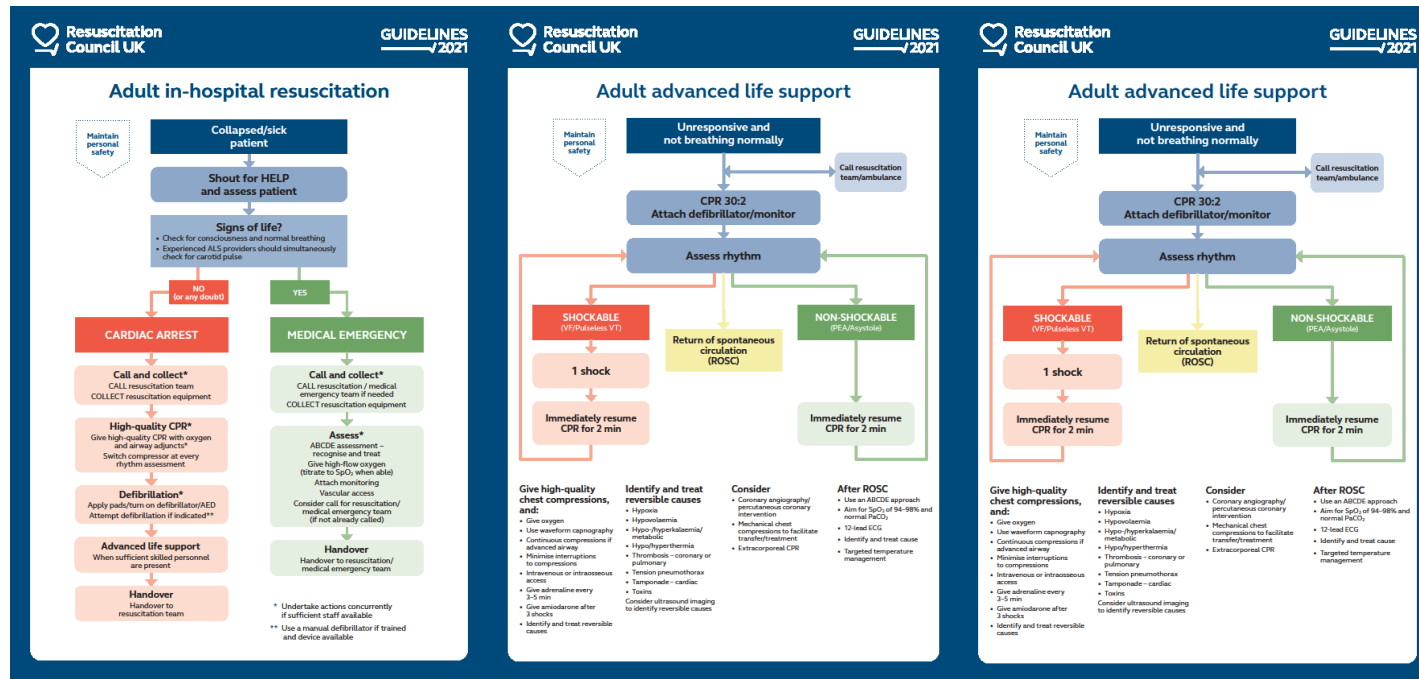 Resuscitation
Council UK
GUIDELINES
2021
Adult in-hospital resuscitation
Maintain
personal
safety
Collapsed/sick
patient
Shout for HELP
and assess patient
Signs of life?
• Check for consciousness and normal breathing
• Experienced ALS providers should simultaneously
check for carotid pulse
NO
(or any doubt)
YES
CARDIAC ARREST
Call and collect*
CALL resuscitation team
COLLECT resuscitation equipment
High-quality CPR*
Give high-quality CPR with oxygen
and airway adjuncts*
Switch compressor at every
rhythm assessment
Defibrillation*
Apply pads/turn on defibrillator/AED
Attempt defibrillation if indicated**
Advanced life support
When sufficient skilled personnel
are present
Handover
Handover to
resuscitation team
MEDICAL EMERGENCY
Call and collect*
CALL resuscitation / medical
emergency team if needed
COLLECT resuscitation equipment
Assess*
ABCDE assessment –
recognise and treat
Give high-flow oxygen
(titrate to SpO₂ when able)
Attach monitoring
Vascular access
Consider call for resuscitation/
medical emergency team
(if not already called)
Handover
Handover to resuscitation/
medical emergency team
* Undertake actions concurrently
if sufficient staff available
** Use a manual defibrillator if trained
and device available
Resuscitation
Council UK
GUIDELINES
2021
Adult advanced life support
Maintain
personal
safety
Unresponsive and
not breathing normally
Call resuscitation
team/ambulance
CPR 30:2
Attach defibrillator/monitor
Assess rhythm
SHOCKABLE
(VF/Pulseless VT)
1 shock
Immediately resume
CPR for 2 min
Return of spontaneous
circulation
(ROSC)
NON-SHOCKABLE
(PEA/Asystole)
Immediately resume
CPR for 2 min
Give high-quality
chest compressions,
and:
• Give oxygen
• Use waveform capnography
• Continuous compressions if
advanced airway
• Minimise interruptions
to compressions
• Intravenous or intraosseous
access
• Give adrenaline every
3–5 min
• Give amiodarone after
3 shocks
• Identify and treat reversible
causes
Identify and treat
reversible causes
• Hypoxia
• Hypovolaemia
• Hypo-/hyperkalaemia/
metabolic
• Hypo/hyperthermia
• Thrombosis – coronary or
pulmonary
• Tension pneumothorax
• Tamponade – cardiac
• Toxins
Consider ultrasound imaging
to identify reversible causes
Consider
• Coronary angiography/
percutaneous coronary
intervention
• Mechanical chest
compressions to facilitate
transfer/treatment
• Extracorporeal CPR
After ROSC
• Use an ABCDE approach
• Aim for SpO₂ of 94–98% and
normal PaCO₂
• 12-lead ECG
• Identify and treat cause
• Targeted temperature
management
Resuscitation
Council UK
GUIDELINES
2021
Adult advanced life support
Maintain
personal
safety
Unresponsive and
not breathing normally
Call resuscitation
team/ambulance
CPR 30:2
Attach defibrillator/monitor
Assess rhythm
SHOCKABLE
(VF/Pulseless VT)
1 shock
Immediately resume
CPR for 2 min
Return of spontaneous
circulation
(ROSC)
NON-SHOCKABLE
(PEA/Asystole)
Immediately resume
CPR for 2 min
Give high-quality
chest compressions,
and:
• Give oxygen
• Use waveform capnography
• Continuous compressions if
advanced airway
• Minimise interruptions
to compressions
• Intravenous or intraosseous
access
• Give adrenaline every
3–5 min
• Give amiodarone after
3 shocks
• Identify and treat reversible
causes
Identify and treat
reversible causes
• Hypoxia
• Hypovolaemia
• Hypo-/hyperkalaemia/
metabolic
• Hypo/hyperthermia
• Thrombosis – coronary or
pulmonary
• Tension pneumothorax
• Tamponade – cardiac
• Toxins
Consider ultrasound imaging
to identify reversible causes
Consider
• Coronary angiography/
percutaneous coronary
intervention
• Mechanical chest
compressions to facilitate
transfer/treatment
• Extracorporeal CPR
After ROSC
• Use an ABCDE approach
• Aim for SpO₂ of 94–98% and
normal PaCO₂
• 12-lead ECG
• Identify and treat cause
• Targeted temperature
management